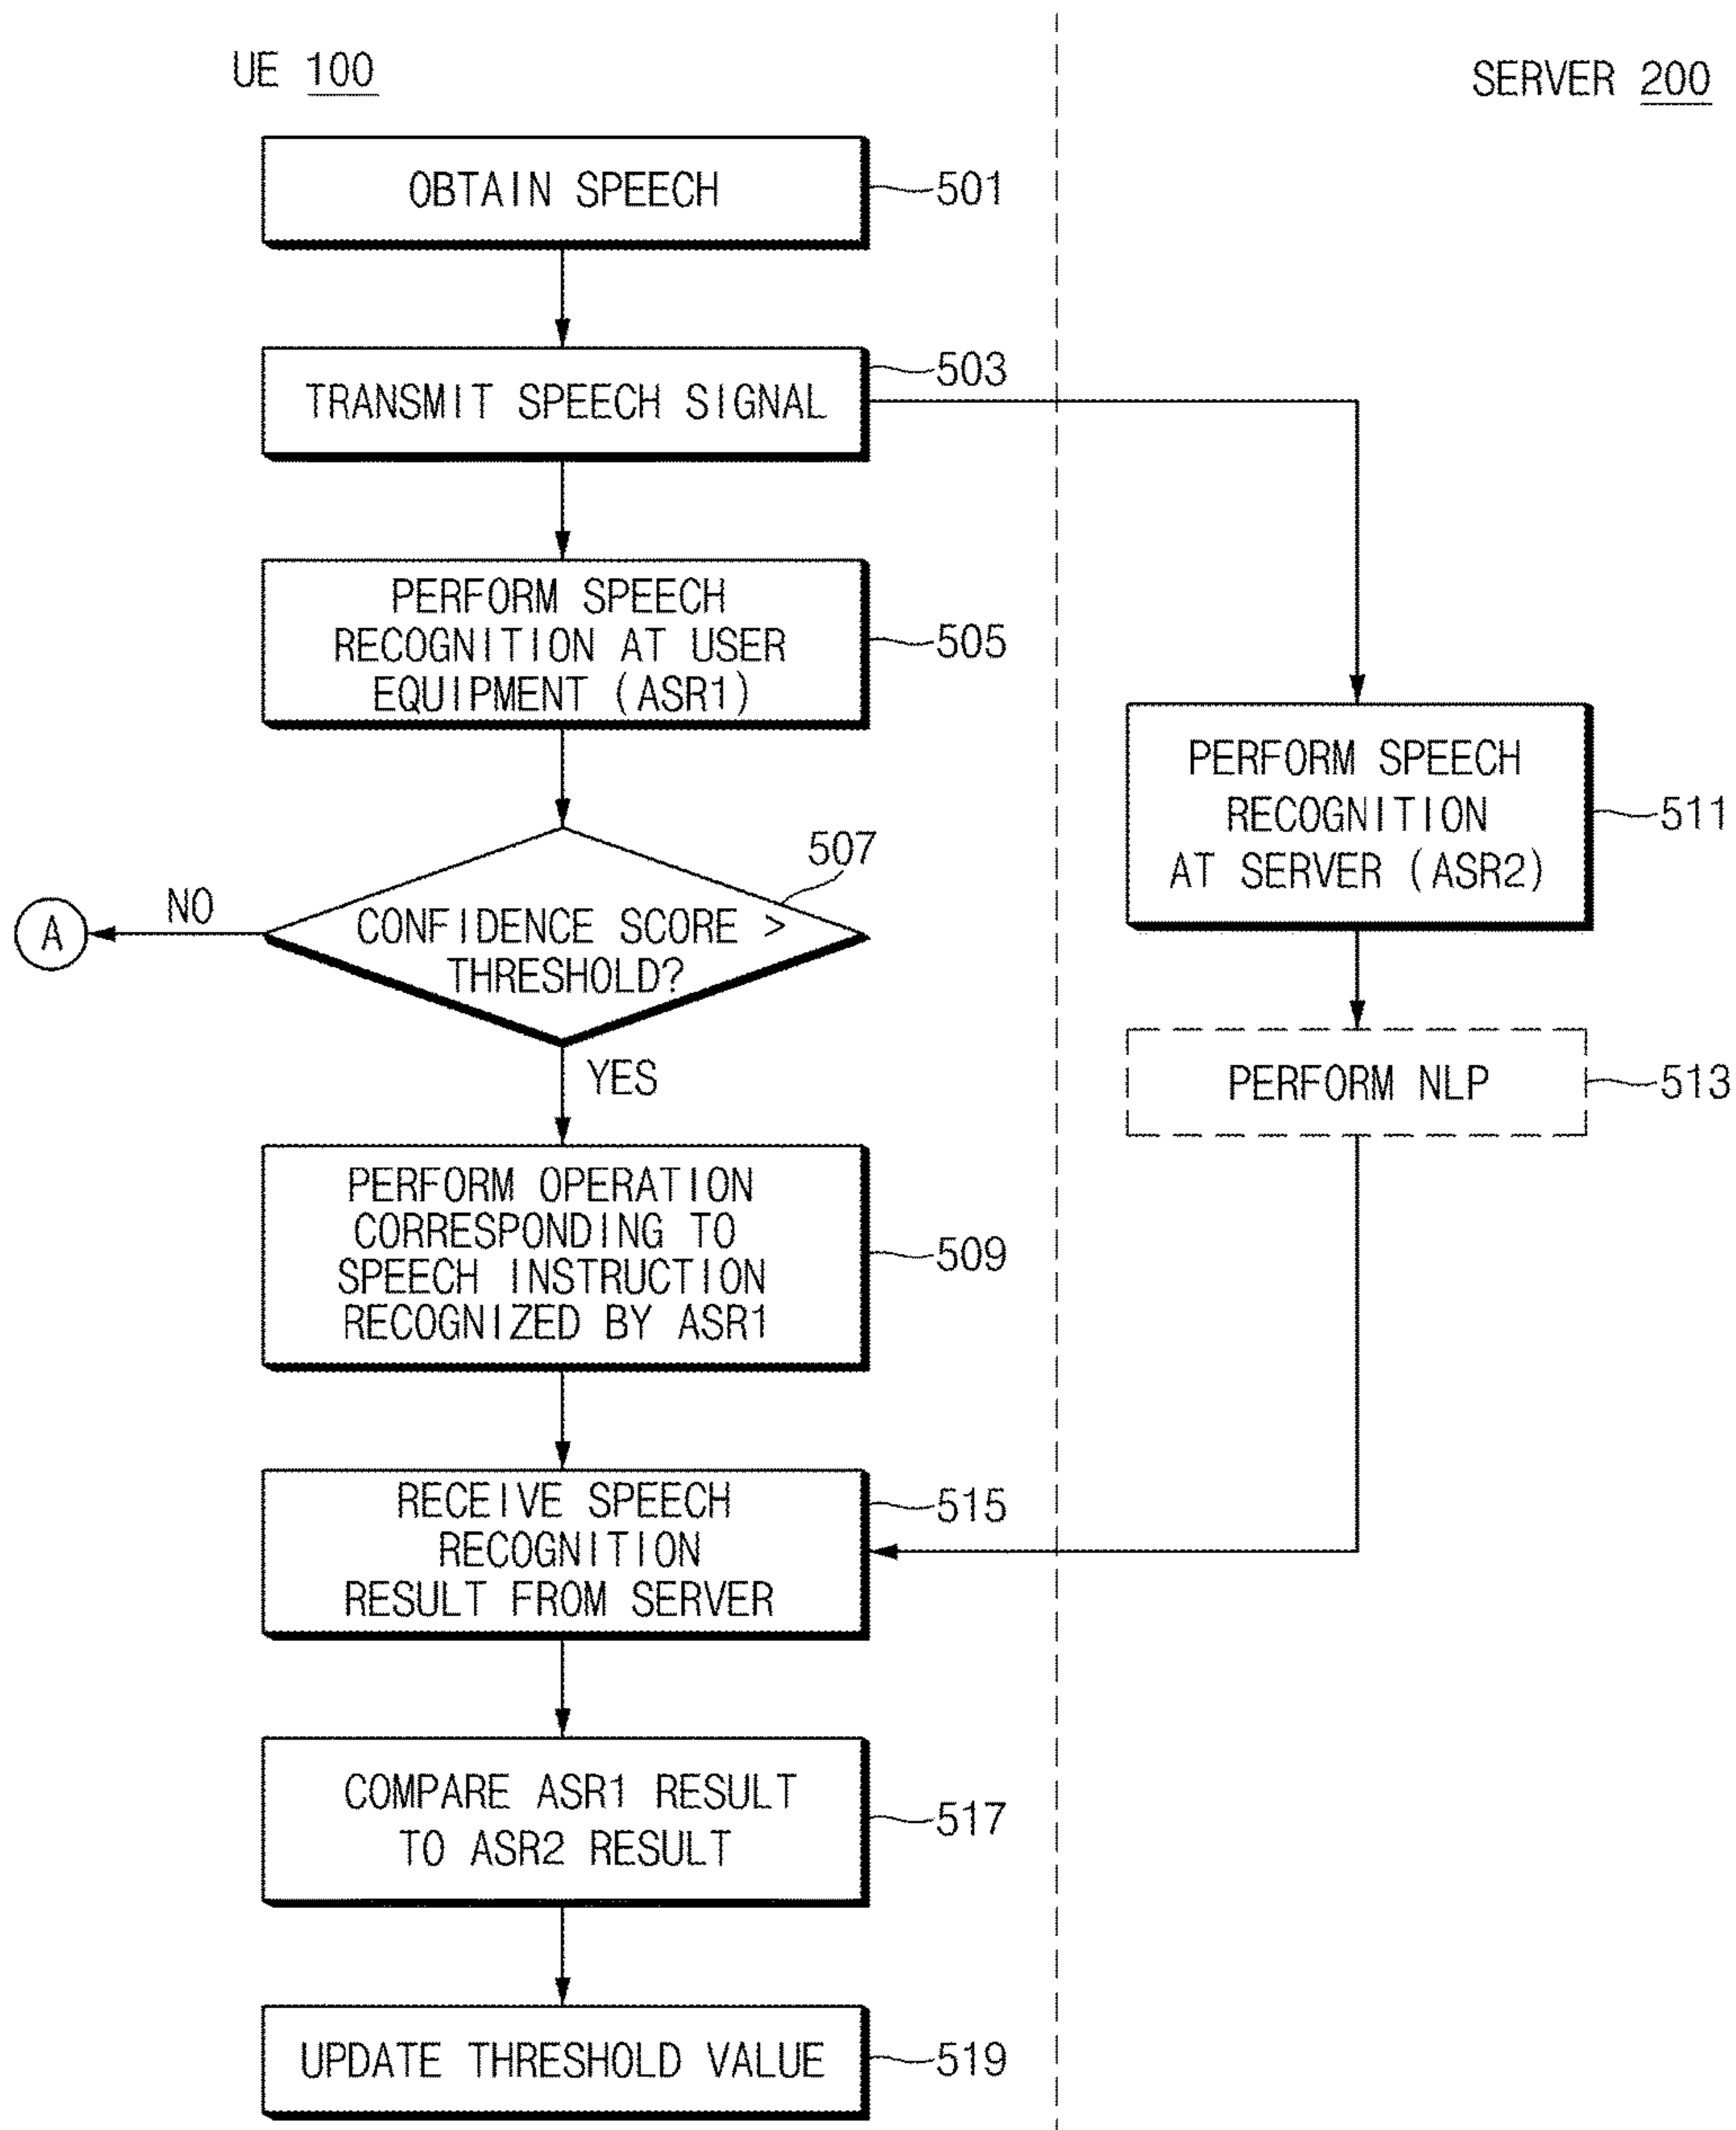 UE 100
SERVER 200
OBTAIN SPEECH
501
TRANSMIT SPEECH SIGNAL
503
PERFORM SPEECH
RECOGNITION AT USER
EQUIPMENT (ASR1)
505
PERFORM SPEECH
RECOGNITION
AT SERVER (ASR2)
511
507
CONFIDENCE SCORE >
THRESHOLD?
NO
A
YES
PERFORM NLP
513
PERFORM OPERATION
CORRESPONDING TO
SPEECH INSTRUCTION
RECOGNIZED BY ASR1
509
RECEIVE SPEECH
RECOGNITION
RESULT FROM SERVER
515
COMPARE ASR1 RESULT
TO ASR2 RESULT
517
UPDATE THRESHOLD VALUE
519